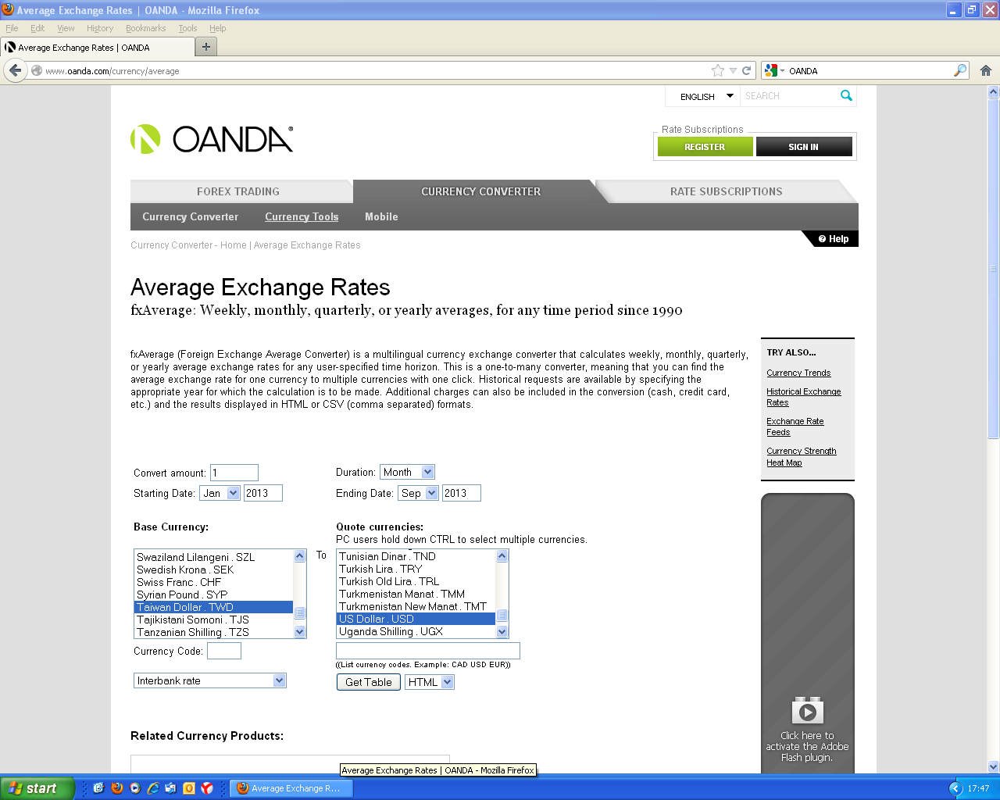 Average Exchange Rates | OANDA - Mozilla Firefox
File Edit View History Bookmarks Tools Help
Average Exchange Rates | OANDA
www.oanda.com/currency/average
OANDA
ENGLISH
SEARCH
OANDA®
Rate Subscriptions
REGISTER
SIGN IN
FOREX TRADING
CURRENCY CONVERTER
RATE SUBSCRIPTIONS
Currency Converter
Currency Tools
Mobile
Help
Currency Converter - Home | Average Exchange Rates
Average Exchange Rates
fxAverage: Weekly, monthly, quarterly, or yearly averages, for any time period since 1990
fxAverage (Foreign Exchange Average Converter) is a multilingual currency exchange converter that calculates weekly, monthly, quarterly,
or yearly average exchange rates for any user-specified time horizon. This is a one-to-many converter, meaning that you can find the
average exchange rate for one currency to multiple currencies with one click. Historical requests are available by specifying the
appropriate year for which the calculation is to be made. Additional charges can also be included in the conversion (cash, credit card,
etc.) and the results displayed in HTML or CSV (comma separated) formats.
TRY ALSO...
Currency Trends
Historical Exchange
Rates
Exchange Rate
Feeds
Currency Strength
Heat Map
Convert amount: 1
Duration: Month
Starting Date: Jan 2013
Ending Date: Sep 2013
Base Currency:
Swaziland Lilangeni . SZL
Swedish Krona . SEK
Swiss Franc . CHF
Syrian Pound . SYP
Taiwan Dollar . TWD
Tajikistani Somoni . TJS
Tanzanian Shilling . TZS
Currency Code:
Interbank rate
To
Quote currencies:
PC users hold down CTRL to select multiple currencies.
Tunisian Dinar . TND
Turkish Lira . TRY
Turkish Old Lira . TRL
Turkmenistan Manat . TMM
Turkmenistan New Manat . TMT
US Dollar . USD
Uganda Shilling . UGX
((List currency codes. Example: CAD USD EUR))
Get Table
HTML
Click here to
activate the Adobe
Flash plugin.
Related Currency Products:
Average Exchange Rates | OANDA - Mozilla Firefox
start
Average Exchange R...
17:47